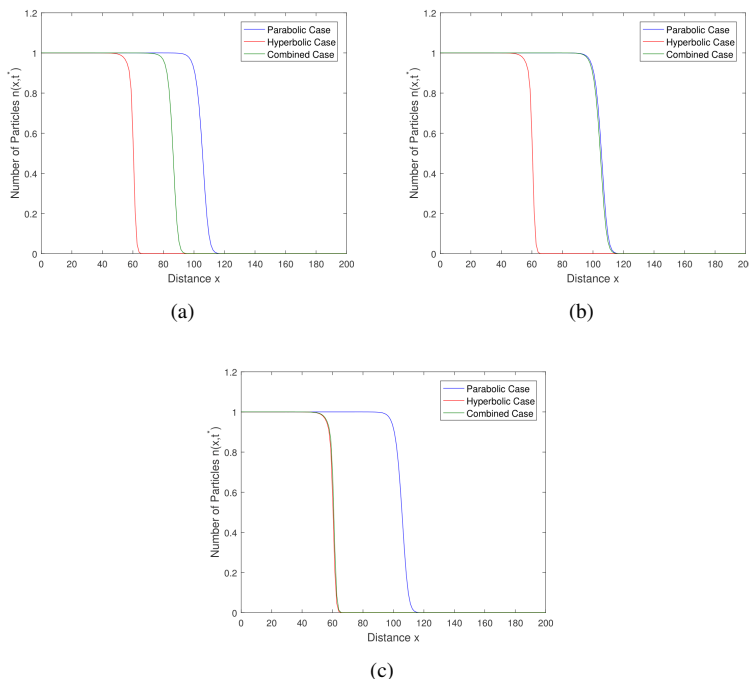 1.2
1
0.8
0.6
0.4
0.2
0
Number of Particles n(x,t*)
Parabolic Case
Hyperbolic Case
Combined Case
0 20 40 60 80 100 120 140 160 180 200
Distance x
(a)
1.2
1
0.8
0.6
0.4
0.2
0
Number of Particles n(x,t*)
Parabolic Case
Hyperbolic Case
Combined Case
0 20 40 60 80 100 120 140 160 180 200
Distance x
(b)
1.2
1
0.8
0.6
0.4
0.2
0
Number of Particles n(x,t*)
Parabolic Case
Hyperbolic Case
Combined Case
0 20 40 60 80 100 120 140 160 180 200
Distance x
(c)